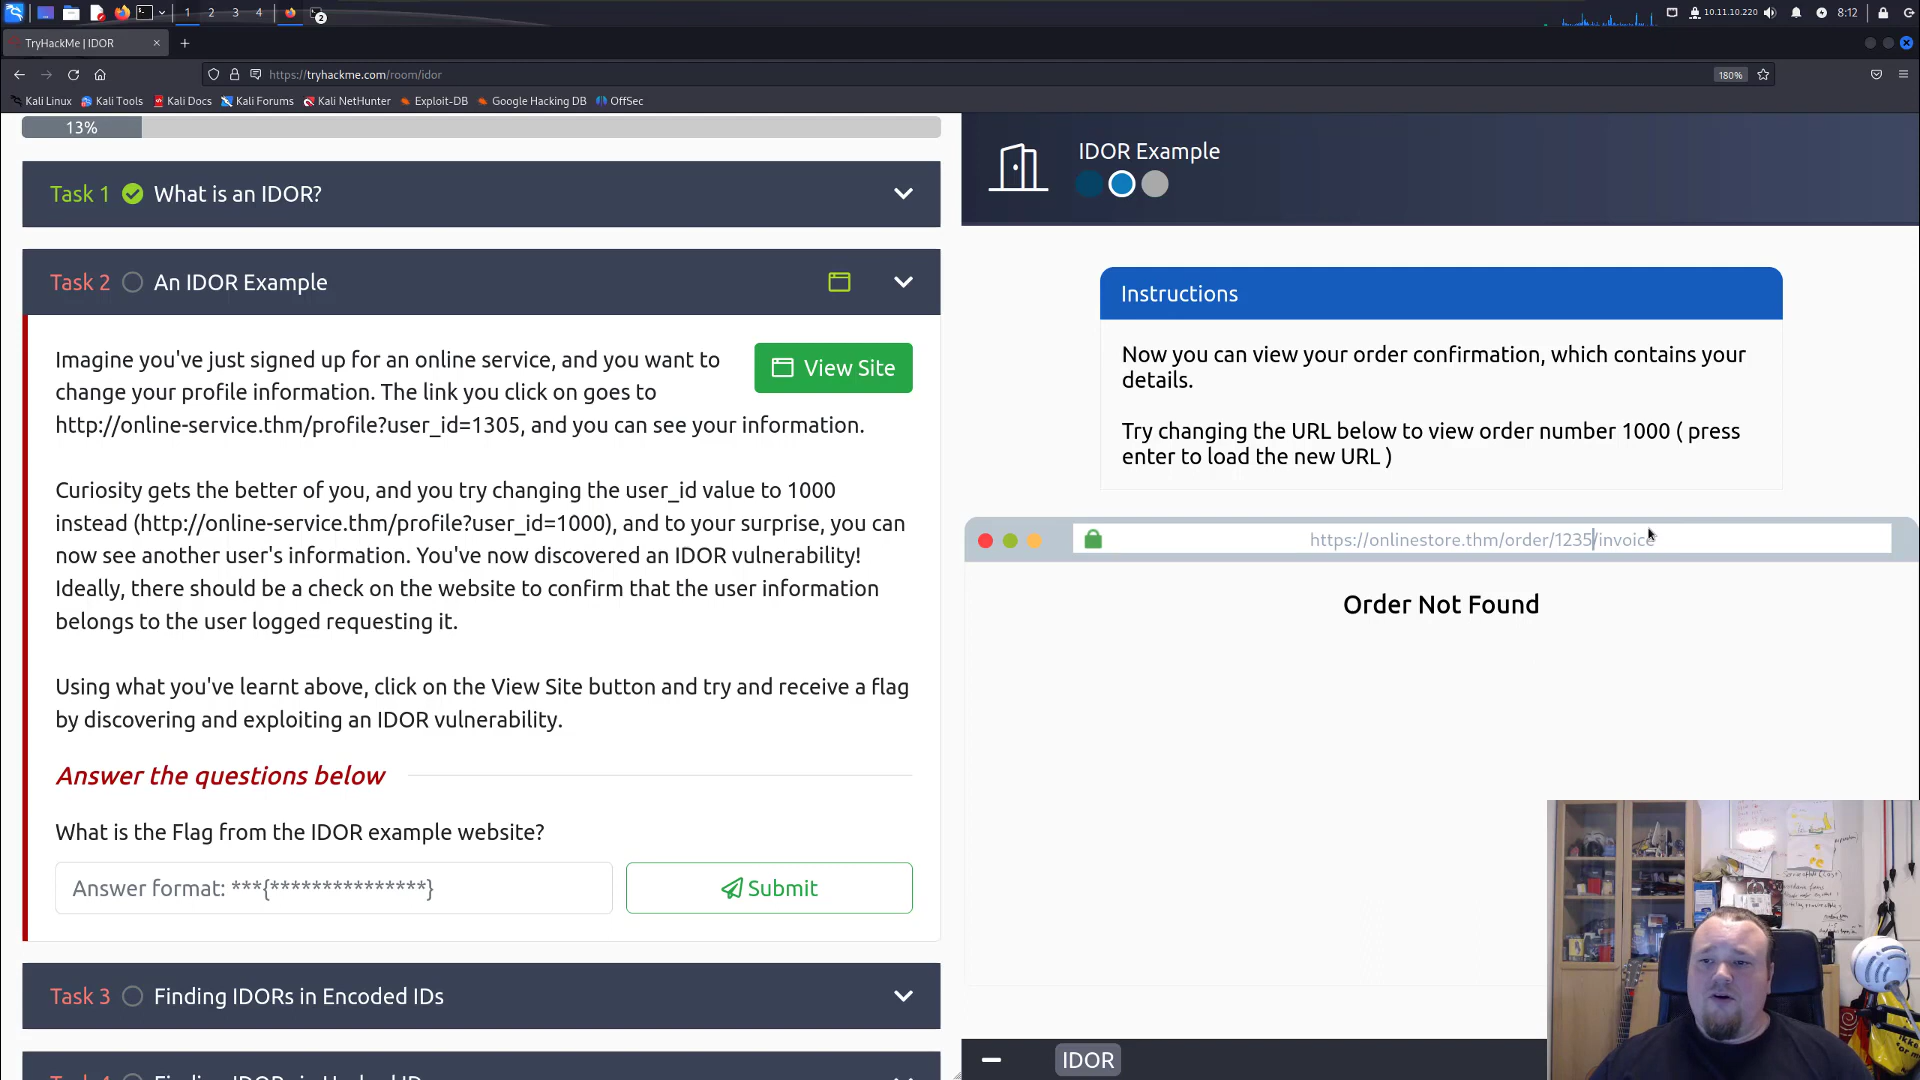 1 2 3 4 2 10.11.10.220 8:12
TryHackMe | IDOR
https://tryhackme.com/room/idor 180%
Kali Linux Kali Tools Kali Docs Kali Forums Kali NetHunter Exploit-DB Google Hacking DB OffSec
13%
Task 1 What is an IDOR?
Task 2 An IDOR Example
View Site
Imagine you've just signed up for an online service, and you want to
change your profile information. The link you click on goes to
http://online-service.thm/profile?user_id=1305, and you can see your information.
Curiosity gets the better of you, and you try changing the user_id value to 1000
instead (http://online-service.thm/profile?user_id=1000), and to your surprise, you can
now see another user's information. You've now discovered an IDOR vulnerability!
Ideally, there should be a check on the website to confirm that the user information
belongs to the user logged requesting it.
Using what you've learnt above, click on the View Site button and try and receive a flag
by discovering and exploiting an IDOR vulnerability.
Answer the questions below
What is the Flag from the IDOR example website?
Answer format: ***{***************}
Submit
Task 3 Finding IDORs in Encoded IDs
IDOR Example
Instructions
Now you can view your order confirmation, which contains your
details.
Try changing the URL below to view order number 1000 ( press
enter to load the new URL )
https://onlinestore.thm/order/1235/invoice
Order Not Found
IDOR